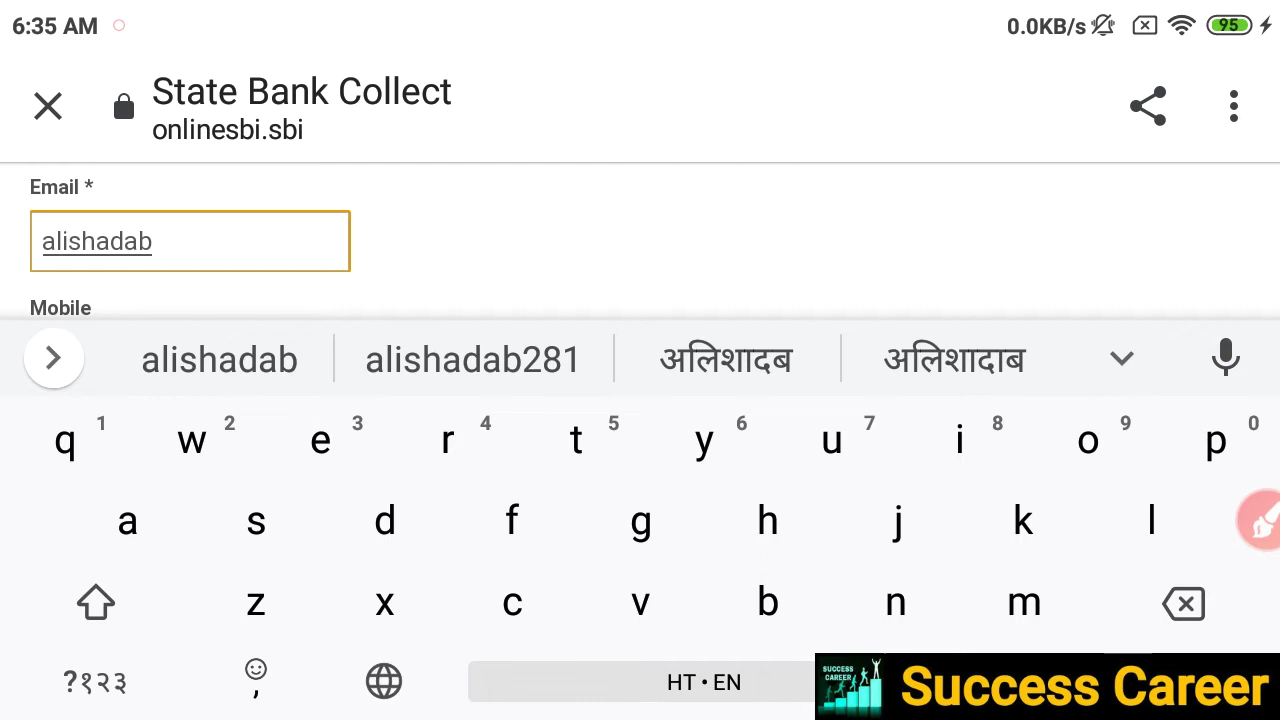 6:35 AM 0.0KB/s 95
State Bank Collect
onlinesbi.sbi
Email *
alishadab
Mobile
alishadab alishadab281 अलिशादब अलिशादाब
q 1 w 2 e 3 r 4 t 5 y 6 u 7 i 8 o 9 p 0
a s d f g h j k l
z x c v b n m
?१२३ , HT • EN
SUCCESS CAREER
Success Career